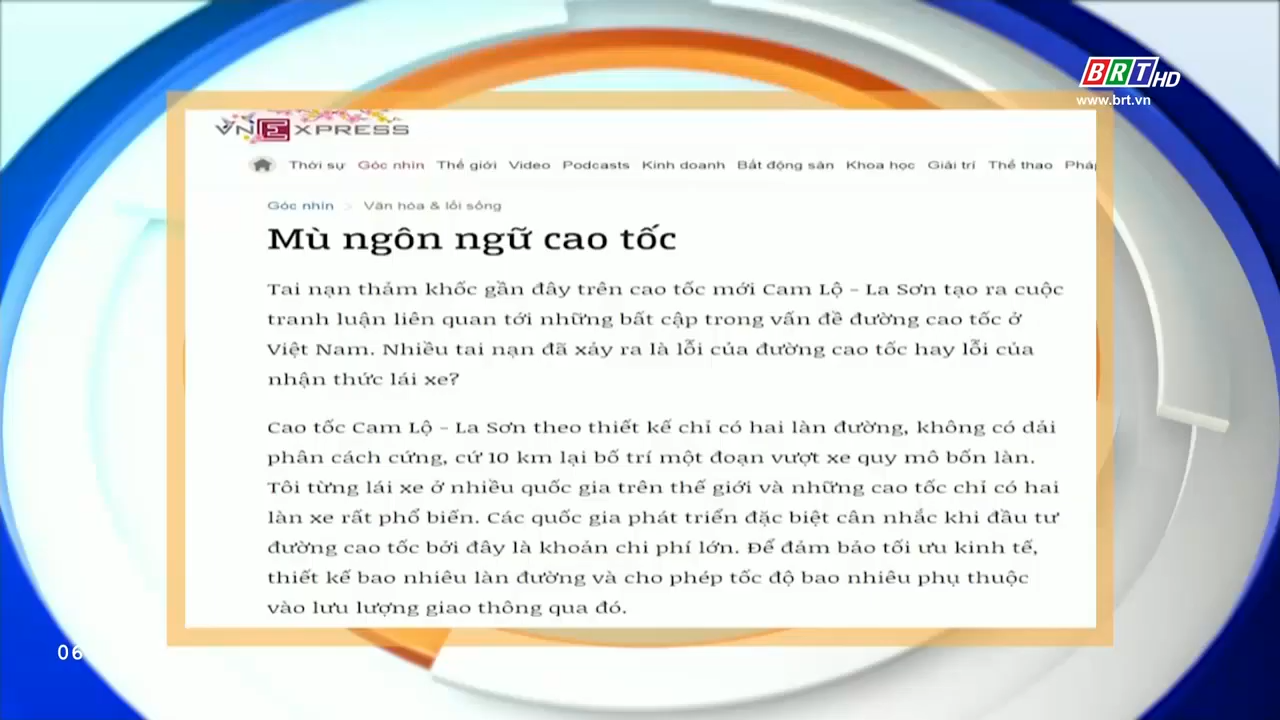 BRT HD
www.brt.vn
VNEXPRESS
Thời sự Góc nhìn Thế giới Video Podcasts Kinh doanh Bất động sản Khoa học Giải trí Thể thao Pháp
Góc nhìn > Văn hóa & lối sống
Mù ngôn ngữ cao tốc
Tai nạn thảm khốc gần đây trên cao tốc mới Cam Lộ – La Sơn tạo ra cuộc
tranh luận liên quan tới những bất cập trong vấn đề đường cao tốc ở
Việt Nam. Nhiều tai nạn đã xảy ra là lỗi của đường cao tốc hay lỗi của
nhận thức lái xe?
Cao tốc Cam Lộ – La Sơn theo thiết kế chỉ có hai làn đường, không có dải
phân cách cứng, cứ 10 km lại bố trí một đoạn vượt xe quy mô bốn làn.
Tôi từng lái xe ở nhiều quốc gia trên thế giới và những cao tốc chỉ có hai
làn xe rất phổ biến. Các quốc gia phát triển đặc biệt cân nhắc khi đầu tư
đường cao tốc bởi đây là khoản chi phí lớn. Để đảm bảo tối ưu kinh tế,
thiết kế bao nhiêu làn đường và cho phép tốc độ bao nhiêu phụ thuộc
vào lưu lượng giao thông qua đó.
06